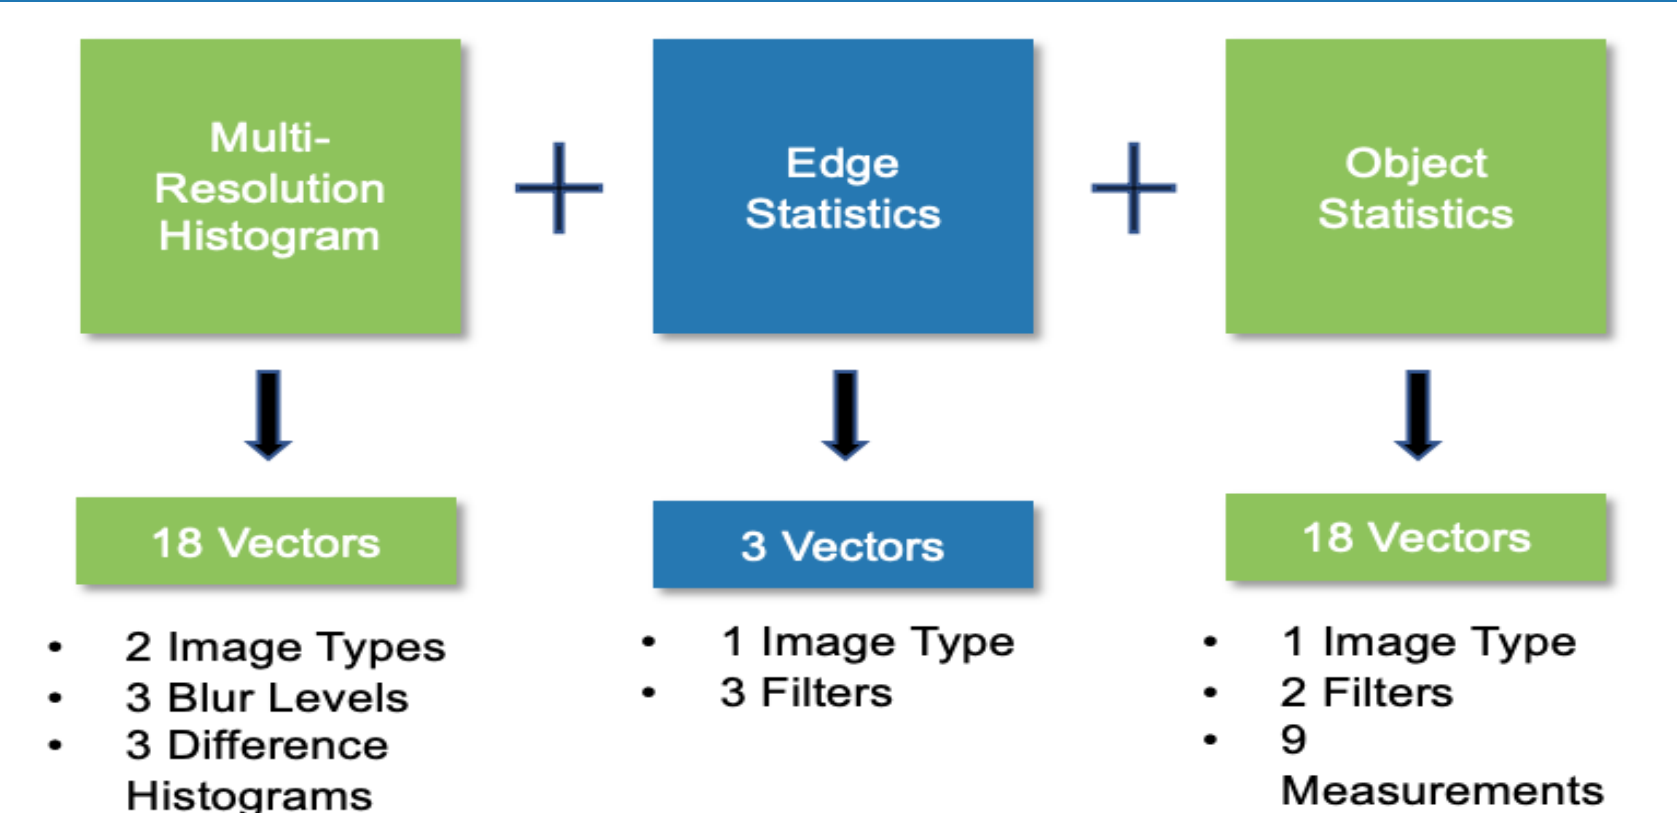 Multi-
Resolution
Histogram
Edge
Statistics
Object
Statistics
18 Vectors
3 Vectors
18 Vectors
• 2 Image Types
• 3 Blur Levels
• 3 Difference
Histograms
• 1 Image Type
• 3 Filters
• 1 Image Type
• 2 Filters
• 9
Measurements